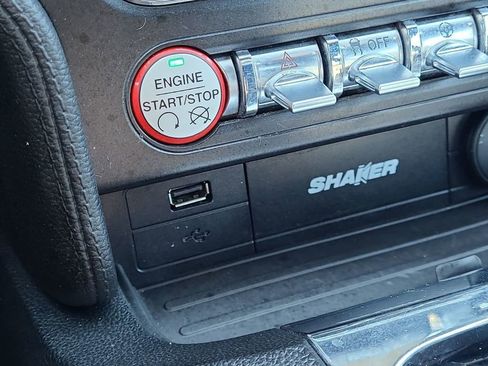 ENGINE
START/STOP
OFF
SHAKER